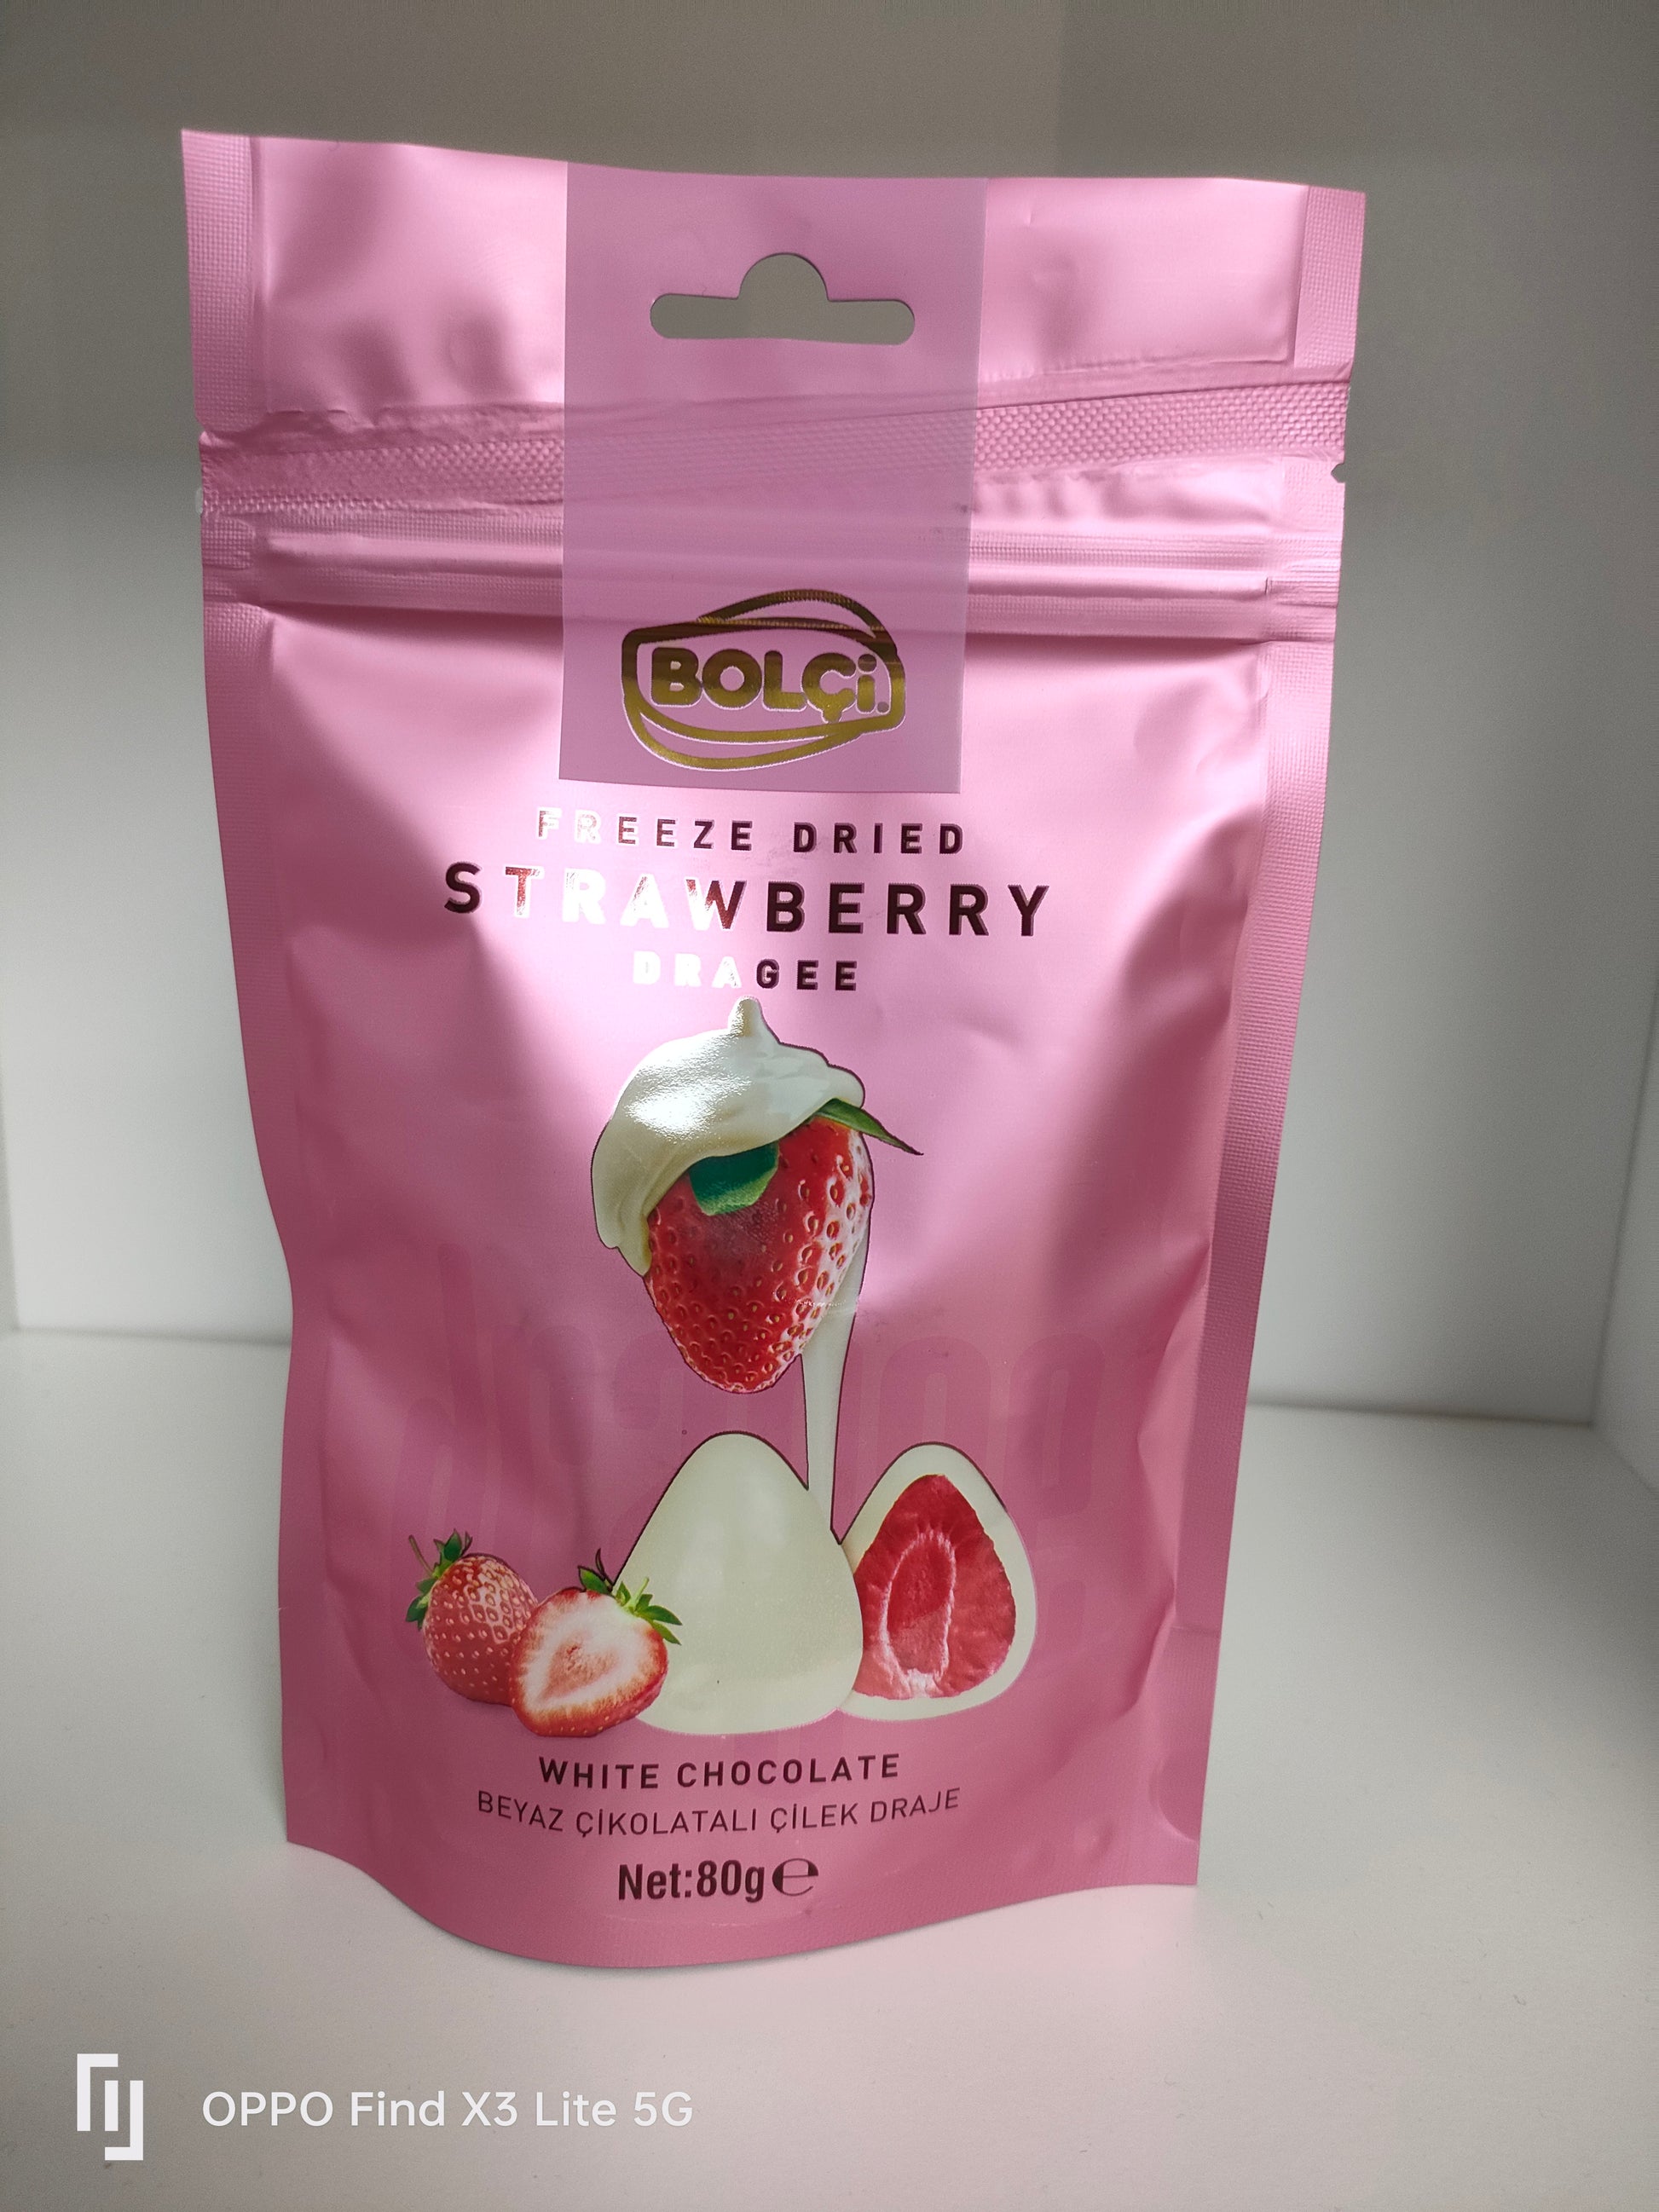 BOLÇi.
FREEZE DRIED
STRAWBERRY
DRAGEE
WHITE CHOCOLATE
BEYAZ ÇİKOLATALI ÇİLEK DRAJE
Net:80g℮
OPPO Find X3 Lite 5G